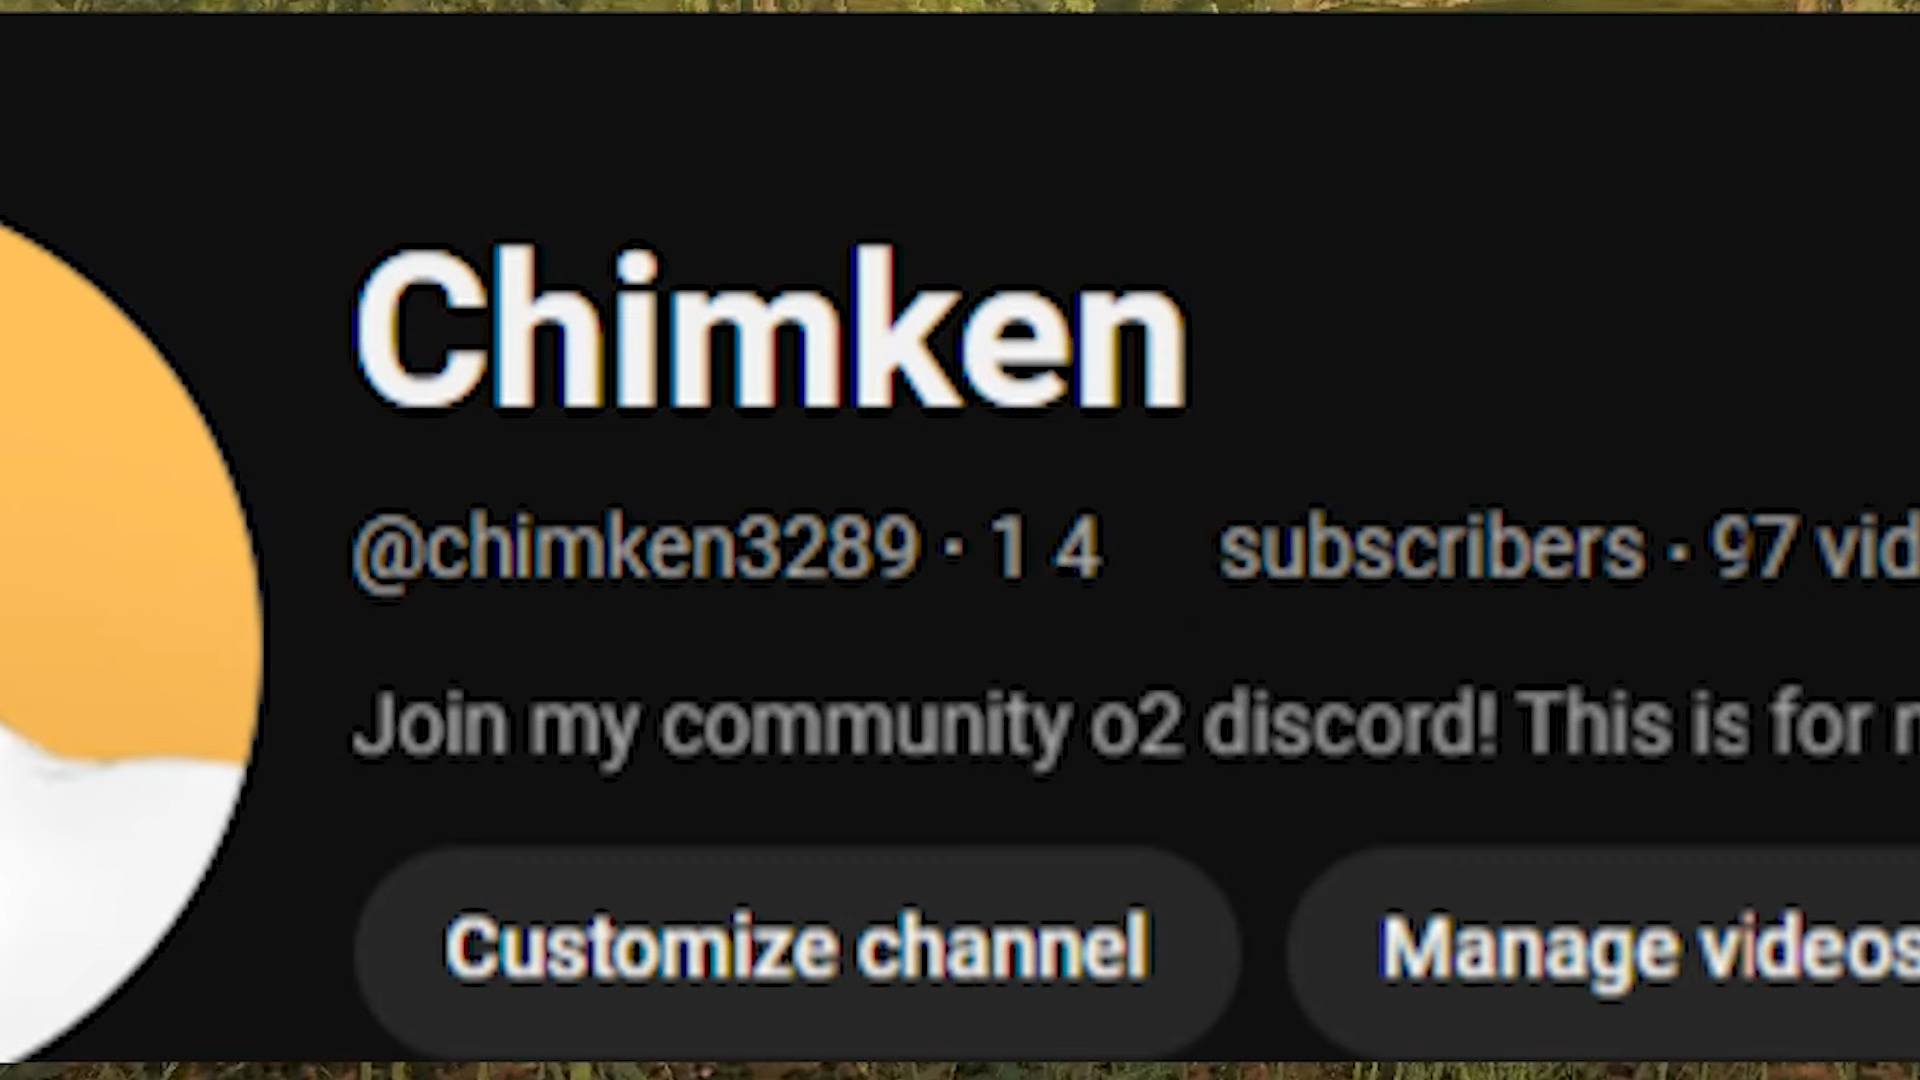 Chimken
@chimken3289 · 1 4 subscribers · 97 vid
Join my community o2 discord! This is for
Customize channel
Manage videos